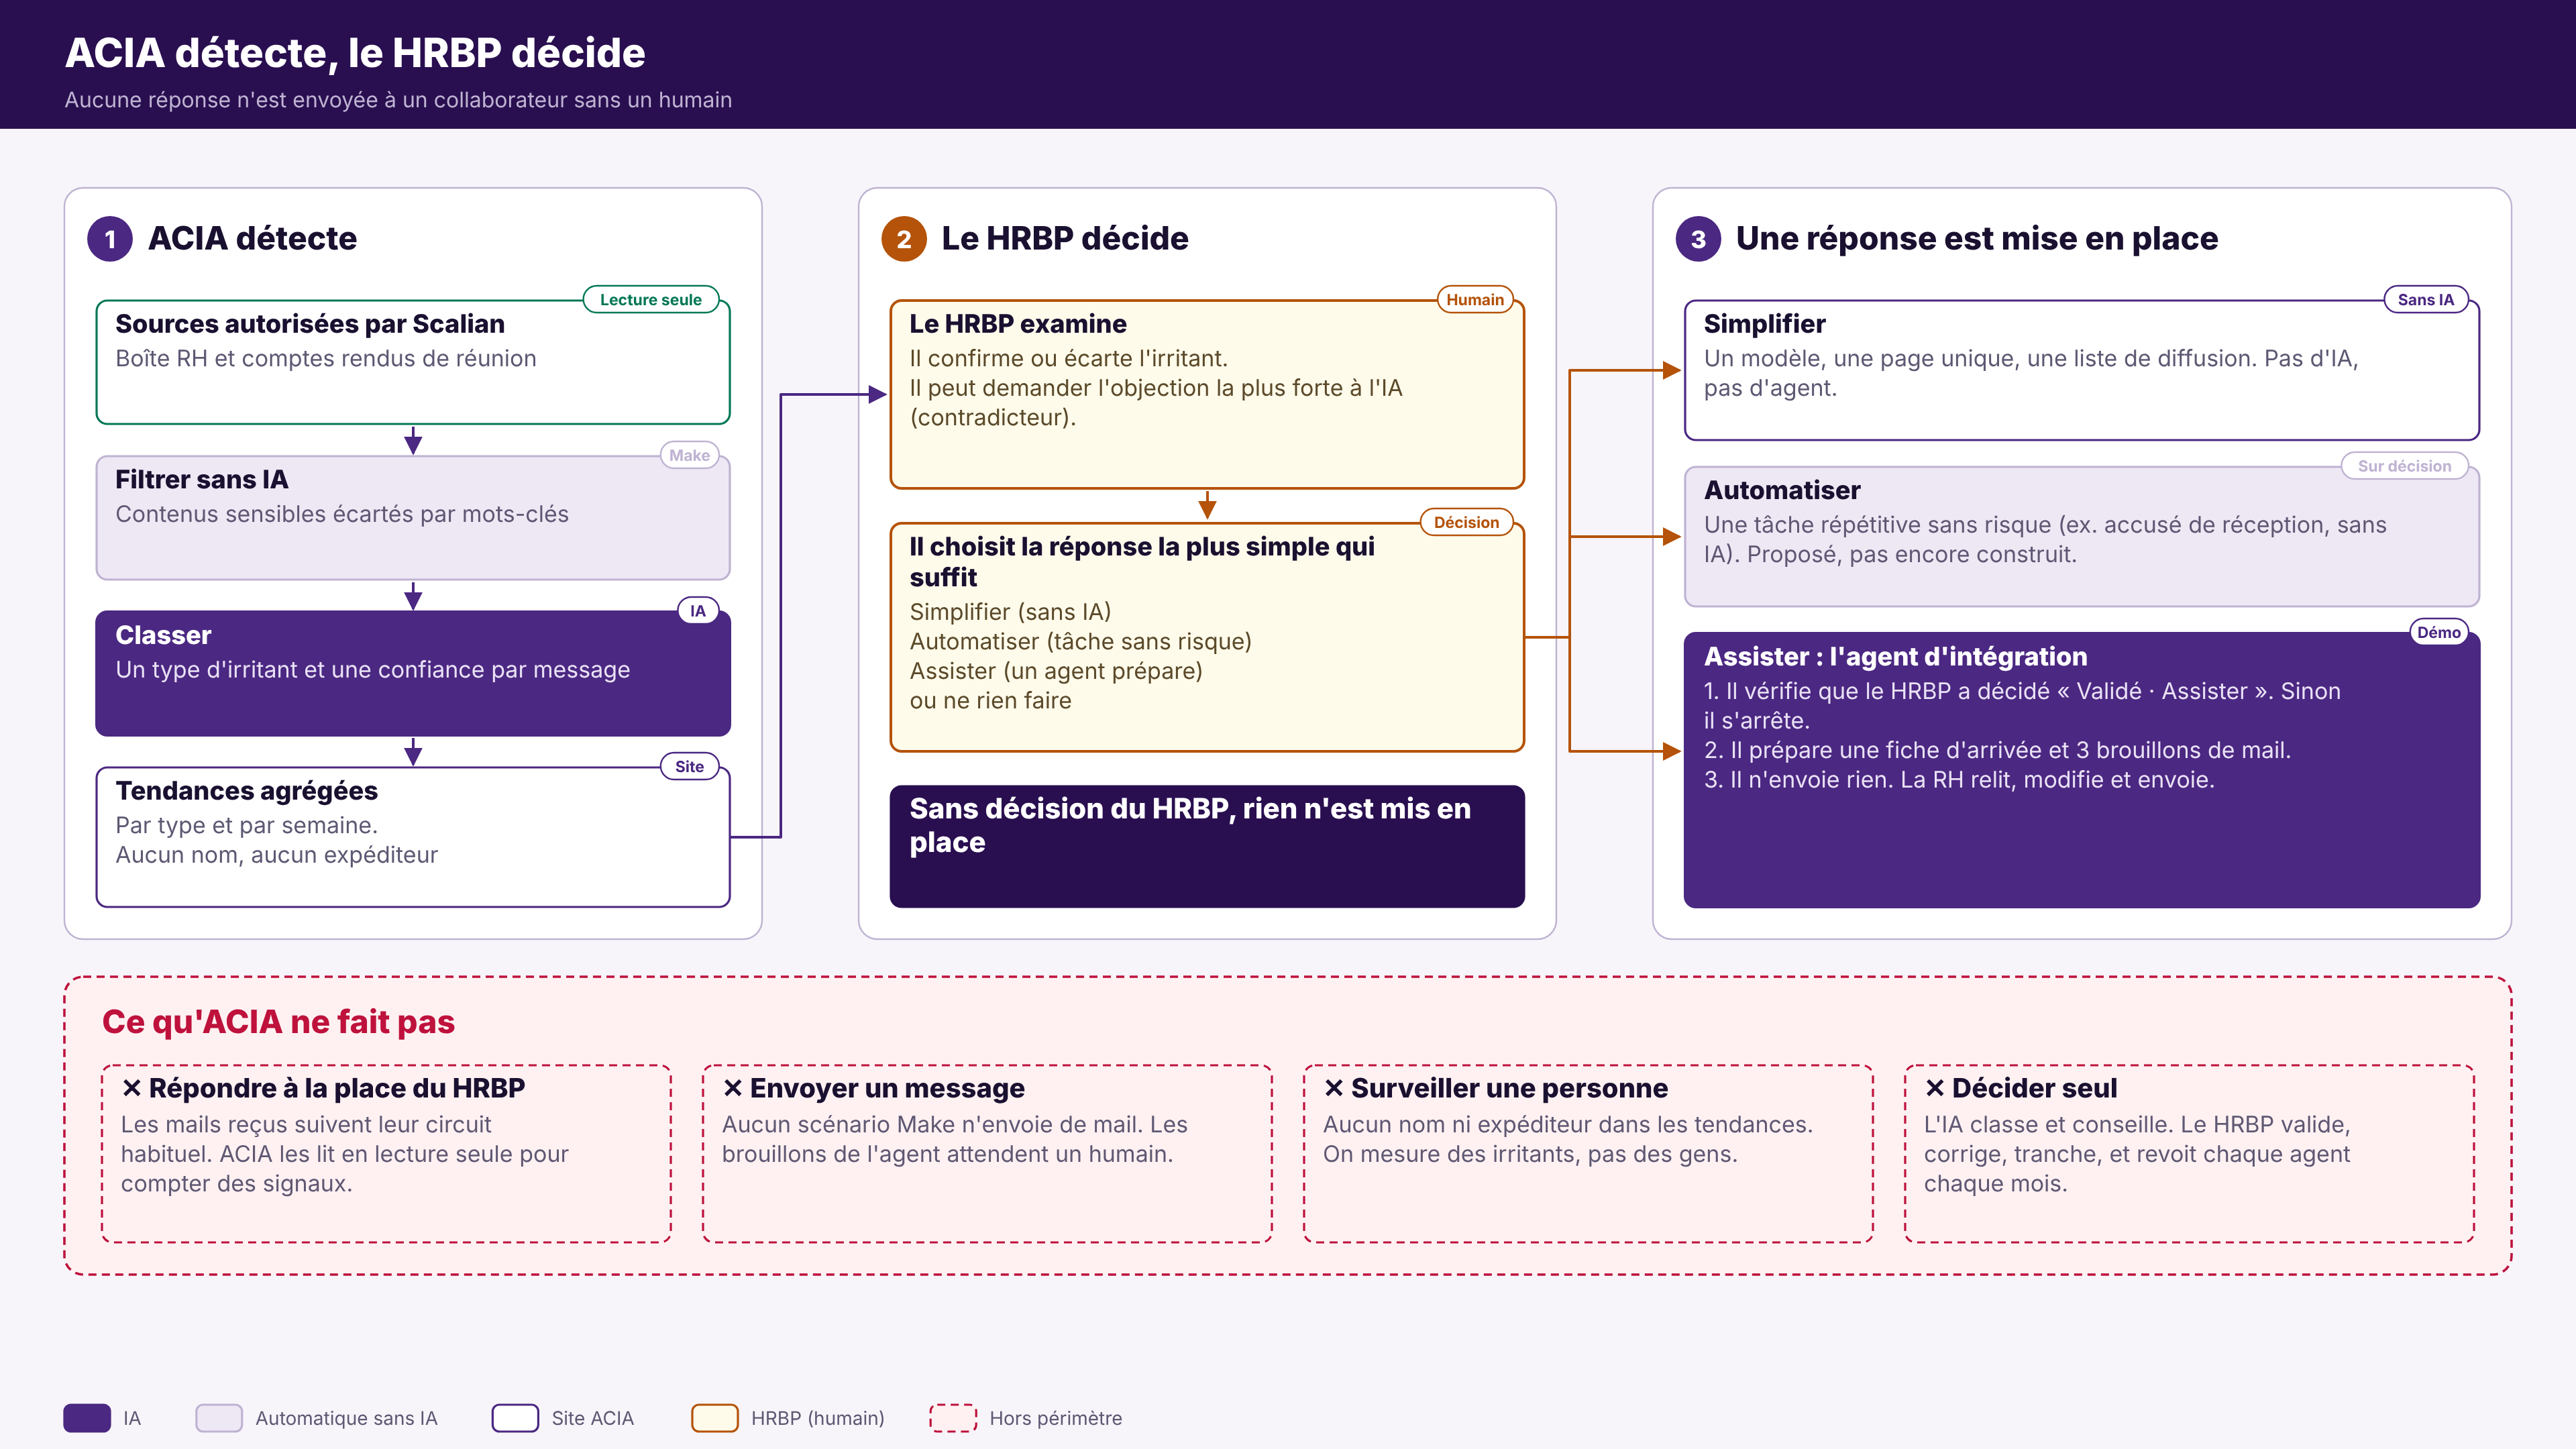 ACIA détecte, le HRBP décide
Aucune réponse n'est envoyée à un collaborateur sans un humain
1 ACIA détecte
Lecture seule
Sources autorisées par Scalian
Boîte RH et comptes rendus de réunion
Make
Filtrer sans IA
Contenus sensibles écartés par mots-clés
IA
Classer
Un type d'irritant et une confiance par message
Site
Tendances agrégées
Par type et par semaine.
Aucun nom, aucun expéditeur
2 Le HRBP décide
Humain
Le HRBP examine
Il confirme ou écarte l'irritant.
Il peut demander l'objection la plus forte à l'IA
(contradicteur).
Décision
Il choisit la réponse la plus simple qui
suffit
Simplifier (sans IA)
Automatiser (tâche sans risque)
Assister (un agent prépare)
ou ne rien faire
Sans décision du HRBP, rien n'est mis en
place
3 Une réponse est mise en place
Sans IA
Simplifier
Un modèle, une page unique, une liste de diffusion. Pas d'IA,
pas d'agent.
Sur décision
Automatiser
Une tâche répétitive sans risque (ex. accusé de réception, sans
IA). Proposé, pas encore construit.
Démo
Assister : l'agent d'intégration
1. Il vérifie que le HRBP a décidé « Validé · Assister ». Sinon
il s'arrête.
2. Il prépare une fiche d'arrivée et 3 brouillons de mail.
3. Il n'envoie rien. La RH relit, modifie et envoie.
Ce qu'ACIA ne fait pas
✕ Répondre à la place du HRBP
Les mails reçus suivent leur circuit
habituel. ACIA les lit en lecture seule pour
compter des signaux.
✕ Envoyer un message
Aucun scénario Make n'envoie de mail. Les
brouillons de l'agent attendent un humain.
✕ Surveiller une personne
Aucun nom ni expéditeur dans les tendances.
On mesure des irritants, pas des gens.
✕ Décider seul
L'IA classe et conseille. Le HRBP valide,
corrige, tranche, et revoit chaque agent
chaque mois.
IA
Automatique sans IA
Site ACIA
HRBP (humain)
Hors périmètre